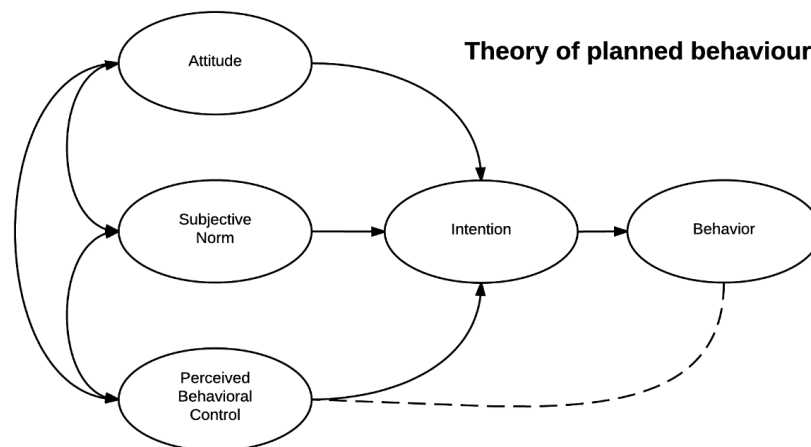 Theory of planned behaviour
Attitude
Subjective
Norm
Intention
Behavior
Perceived
Behavioral
Control